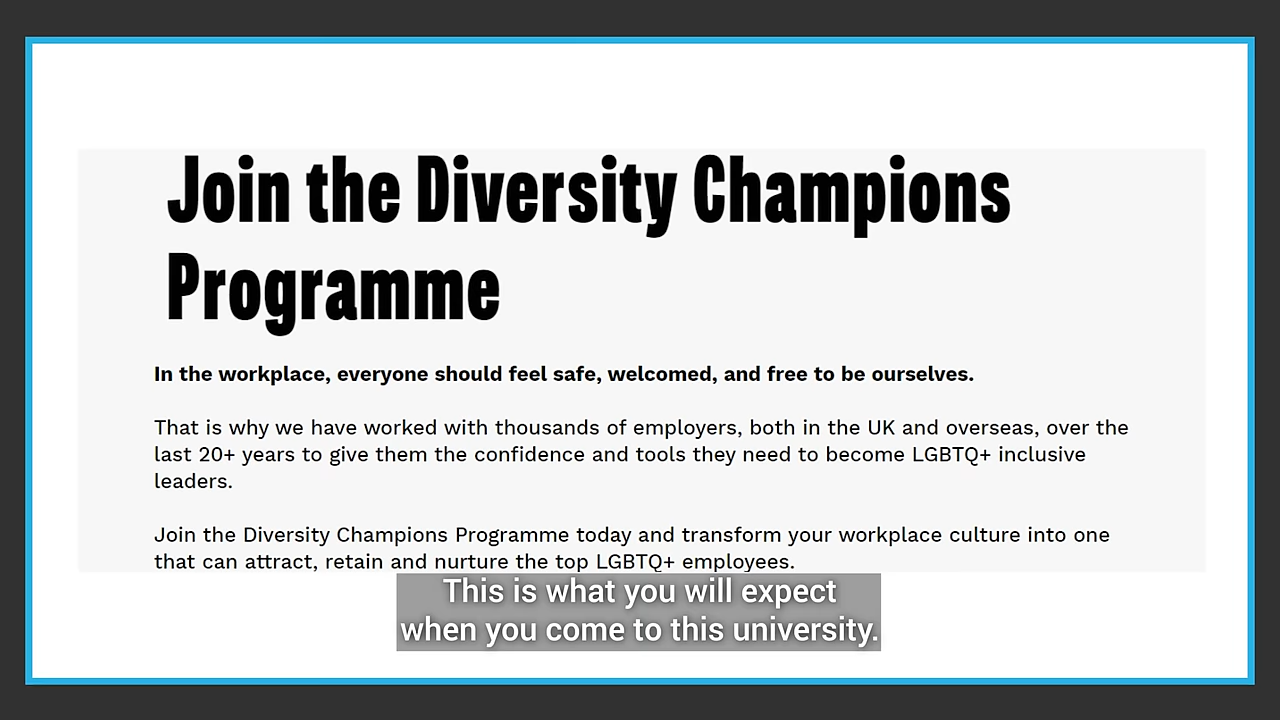 Join the Diversity Champions
Programme
In the workplace, everyone should feel safe, welcomed, and free to be ourselves.
That is why we have worked with thousands of employers, both in the UK and overseas, over the
last 20+ years to give them the confidence and tools they need to become LGBTQ+ inclusive
leaders.
Join the Diversity Champions Programme today and transform your workplace culture into one
that can attract, retain and nurture the top LGBTQ+ employees.
This is what you will expect
when you come to this university.